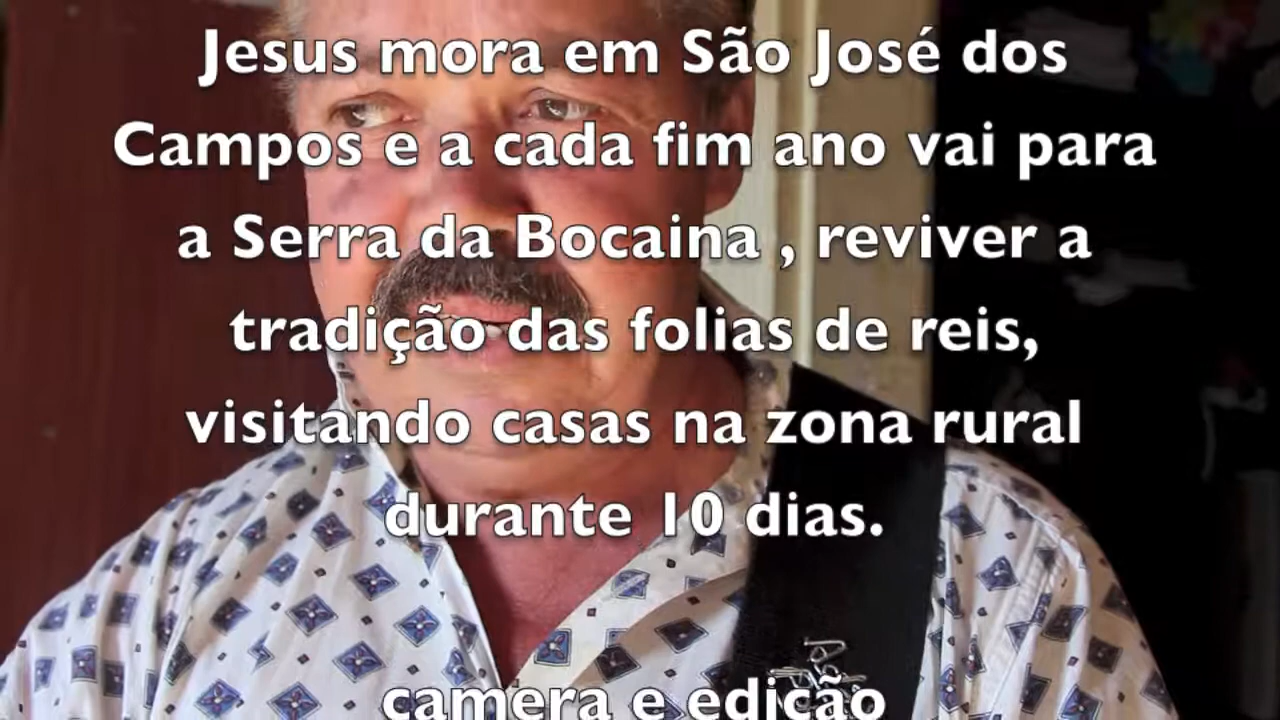 Jesus mora em São José dos
Campos e a cada fim ano vai para
a Serra da Bocaina , reviver a
tradição das folias de reis,
visitando casas na zona rural
durante 10 dias.
camera e edição